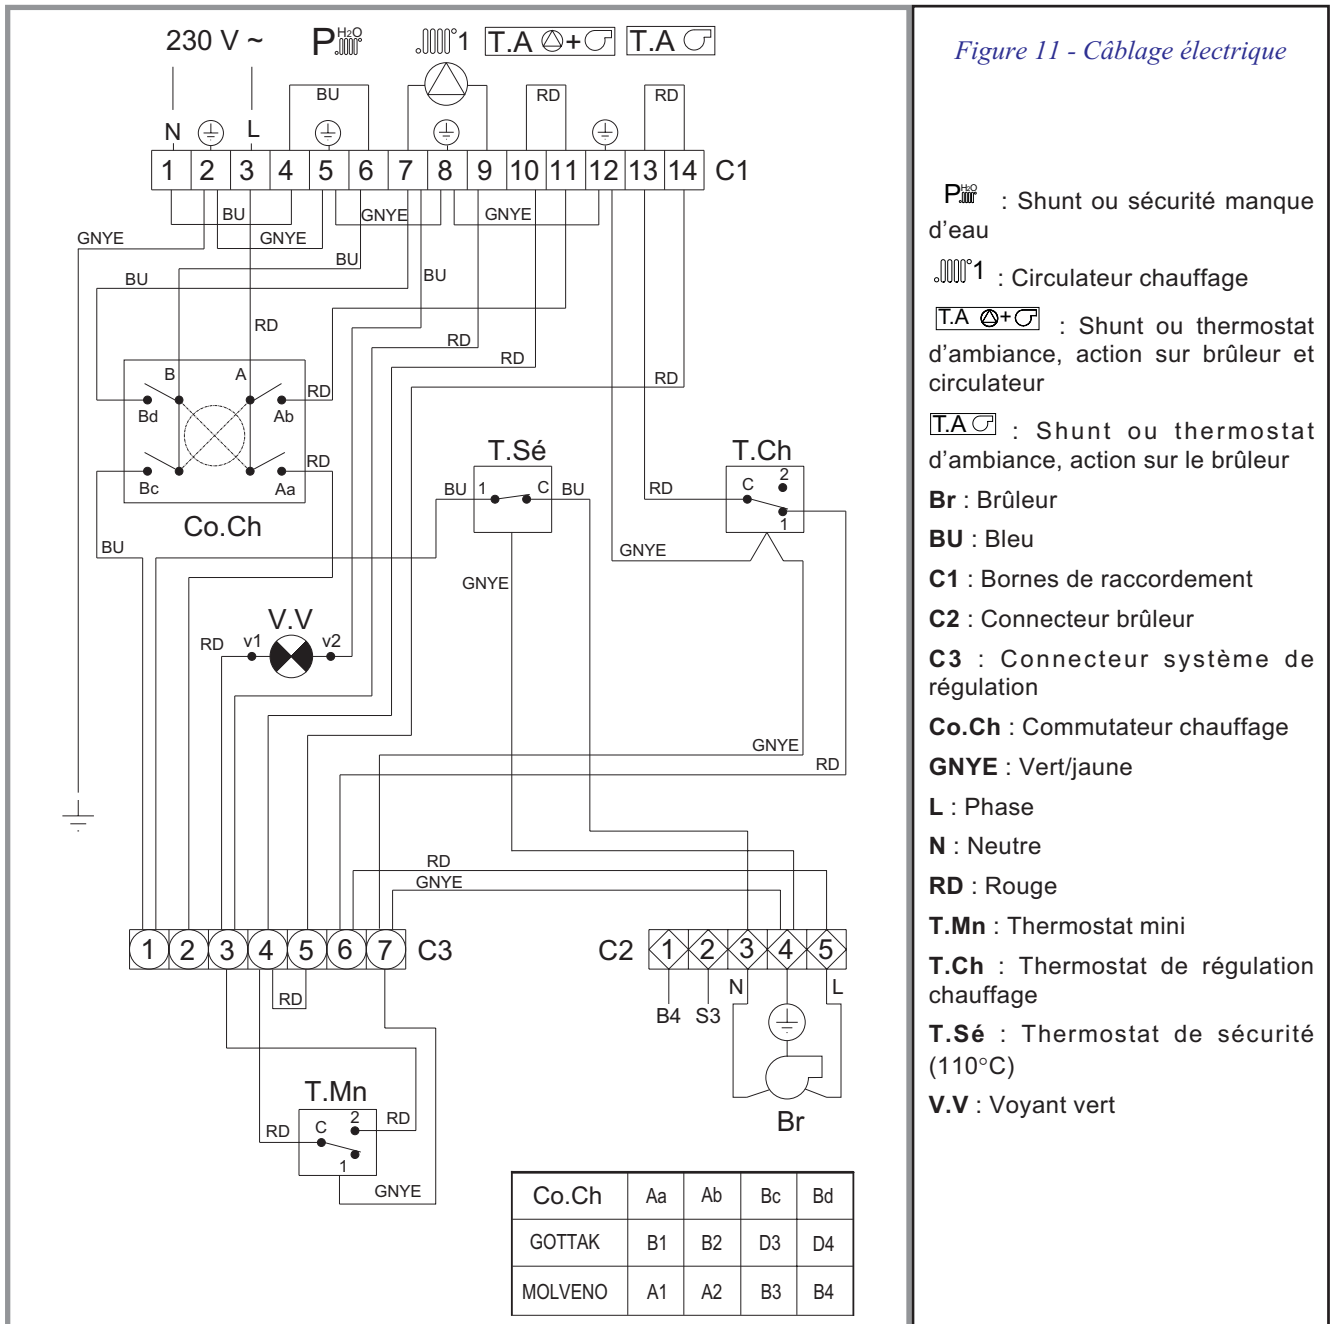 230 V ~ P H2O °1 T.A + T.A
BU RD RD
N L
1 2 3 4 5 6 7 8 9 10 11 12 13 14 C1
BU GNYE GNYE
GNYE GNYE
BU
BU BU
RD
RD
RD
RD
B A
RD
Bd Ab
T.Sé T.Ch
RD
2
BU 1 C BU RD C
Bc Aa
1
Co.Ch
BU GNYE
GNYE
V.V
RD v1 v2
GNYE
RD
RD
GNYE
1 2 3 4 5 6 7 C3 C2 1 2 3 4 5
RD N L
B4 S3
T.Mn
2 RD
RD C
1
Br
GNYE
Co.Ch Aa Ab Bc Bd
GOTTAK B1 B2 D3 D4
MOLVENO A1 A2 B3 B4
Figure 11 - Câblage électrique
P H2O : Shunt ou sécurité manque
d'eau
°1 : Circulateur chauffage
T.A + : Shunt ou thermostat
d'ambiance, action sur brûleur et
circulateur
T.A : Shunt ou thermostat
d'ambiance, action sur le brûleur
Br : Brûleur
BU : Bleu
C1 : Bornes de raccordement
C2 : Connecteur brûleur
C3 : Connecteur système de
régulation
Co.Ch : Commutateur chauffage
GNYE : Vert/jaune
L : Phase
N : Neutre
RD : Rouge
T.Mn : Thermostat mini
T.Ch : Thermostat de régulation
chauffage
T.Sé : Thermostat de sécurité
(110°C)
V.V : Voyant vert